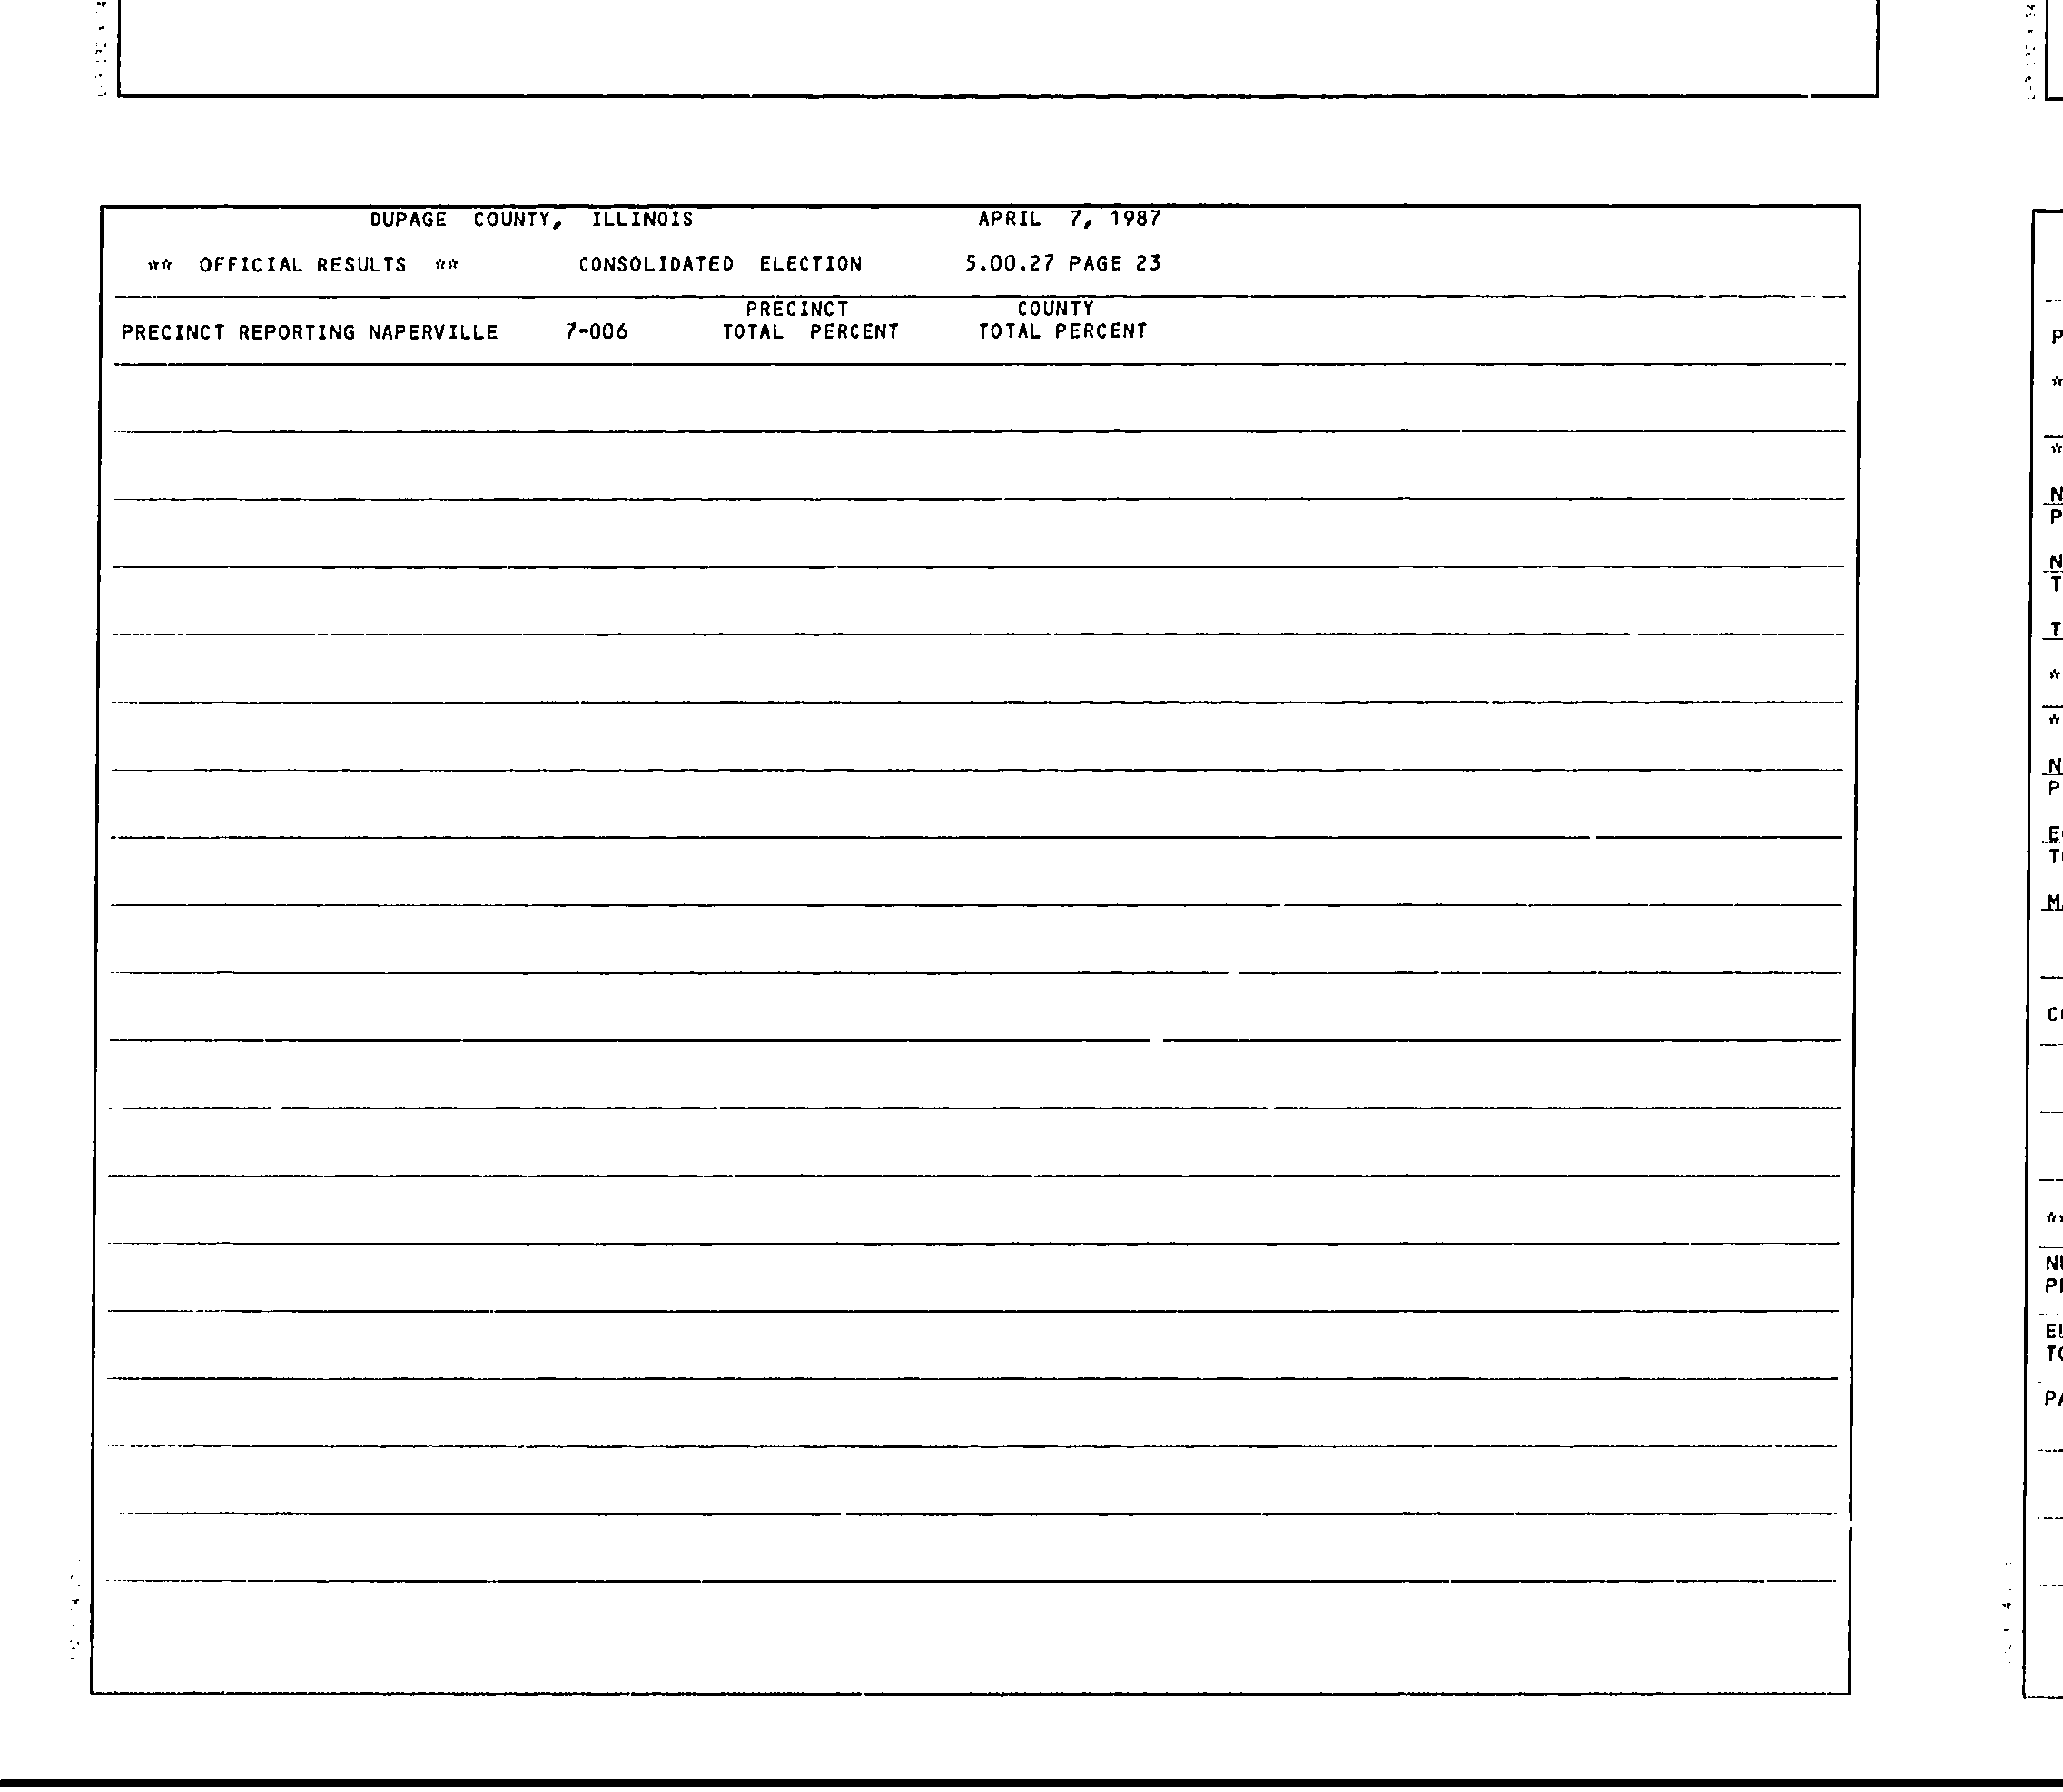 DUPAGE COUNTY, ILLINOIS APRIL 7, 1987
** OFFICIAL RESULTS ** CONSOLIDATED ELECTION 5.00.27 PAGE 23
PRECINCT COUNTY
PRECINCT REPORTING NAPERVILLE 7-006 TOTAL PERCENT TOTAL PERCENT
P
*
*
N
P
N
T
T
*
*
N
P
T
M
**
P